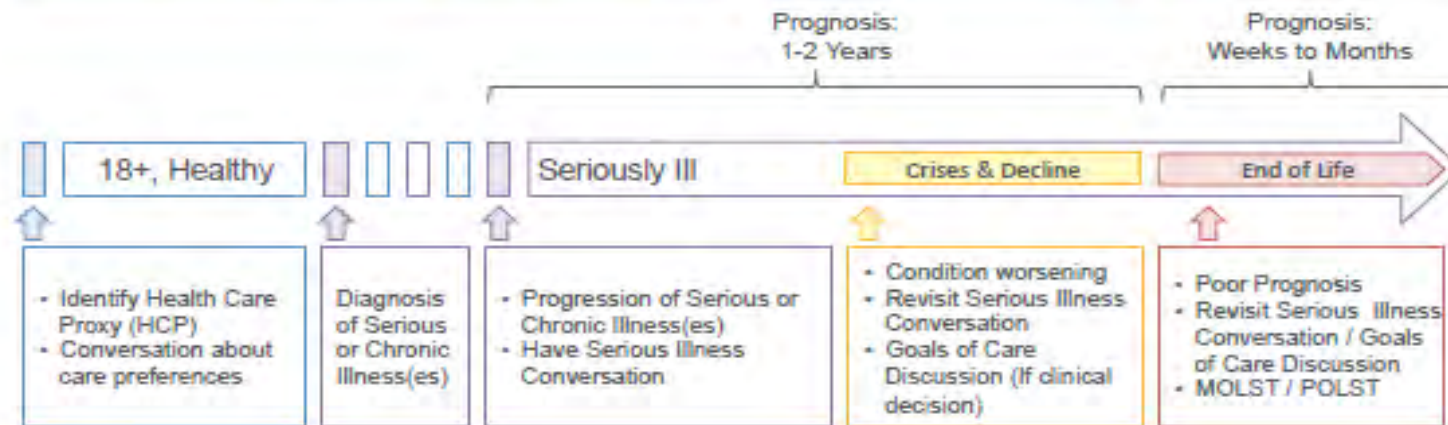 Prognosis:
1-2 Years
Prognosis:
Weeks to Months
18+, Healthy
Seriously Ill
Crises & Decline
End of Life
• Identify Health Care
Proxy (HCP)
• Conversation about
care preferences
Diagnosis
of Serious
or Chronic
Illness(es)
• Progression of Serious or
Chronic Illness(es)
• Have Serious Illness
Conversation
• Condition worsening
• Revisit Serious Illness
Conversation
• Goals of Care
Discussion (If clinical
decision)
• Poor Prognosis
• Revisit Serious Illness
Conversation / Goals
of Care Discussion
• MOLST / POLST